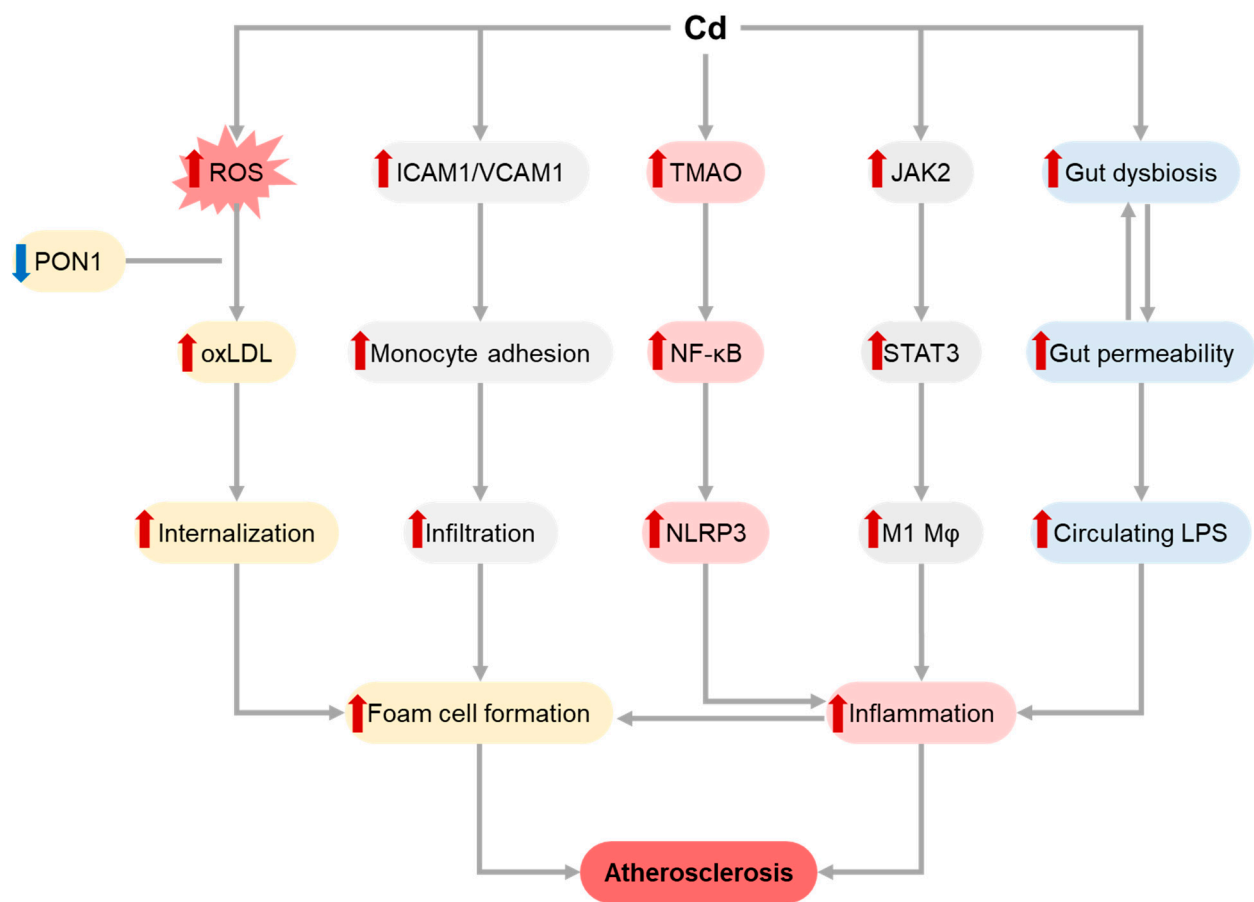 Cd
ROS
ICAM1/VCAM1
TMAO
JAK2
Gut dysbiosis
PON1
oxLDL
Monocyte adhesion
NF-κB
STAT3
Gut permeability
Internalization
Infiltration
NLRP3
M1 Mφ
Circulating LPS
Foam cell formation
Inflammation
Atherosclerosis